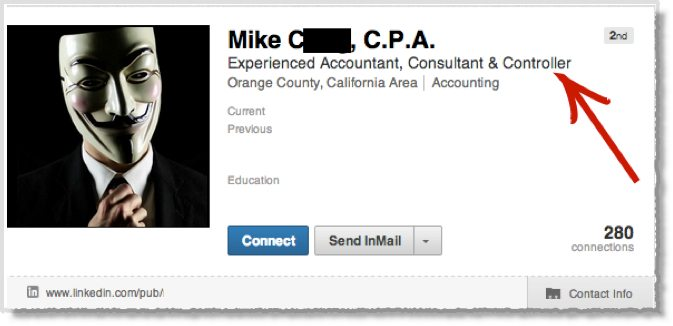 Mike C, C.P.A.
2nd
Experienced Accountant, Consultant & Controller
Orange County, California Area | Accounting
Current
Previous
Education
Connect
Send InMail
280
connections
www.linkedin.com/pub/
Contact Info